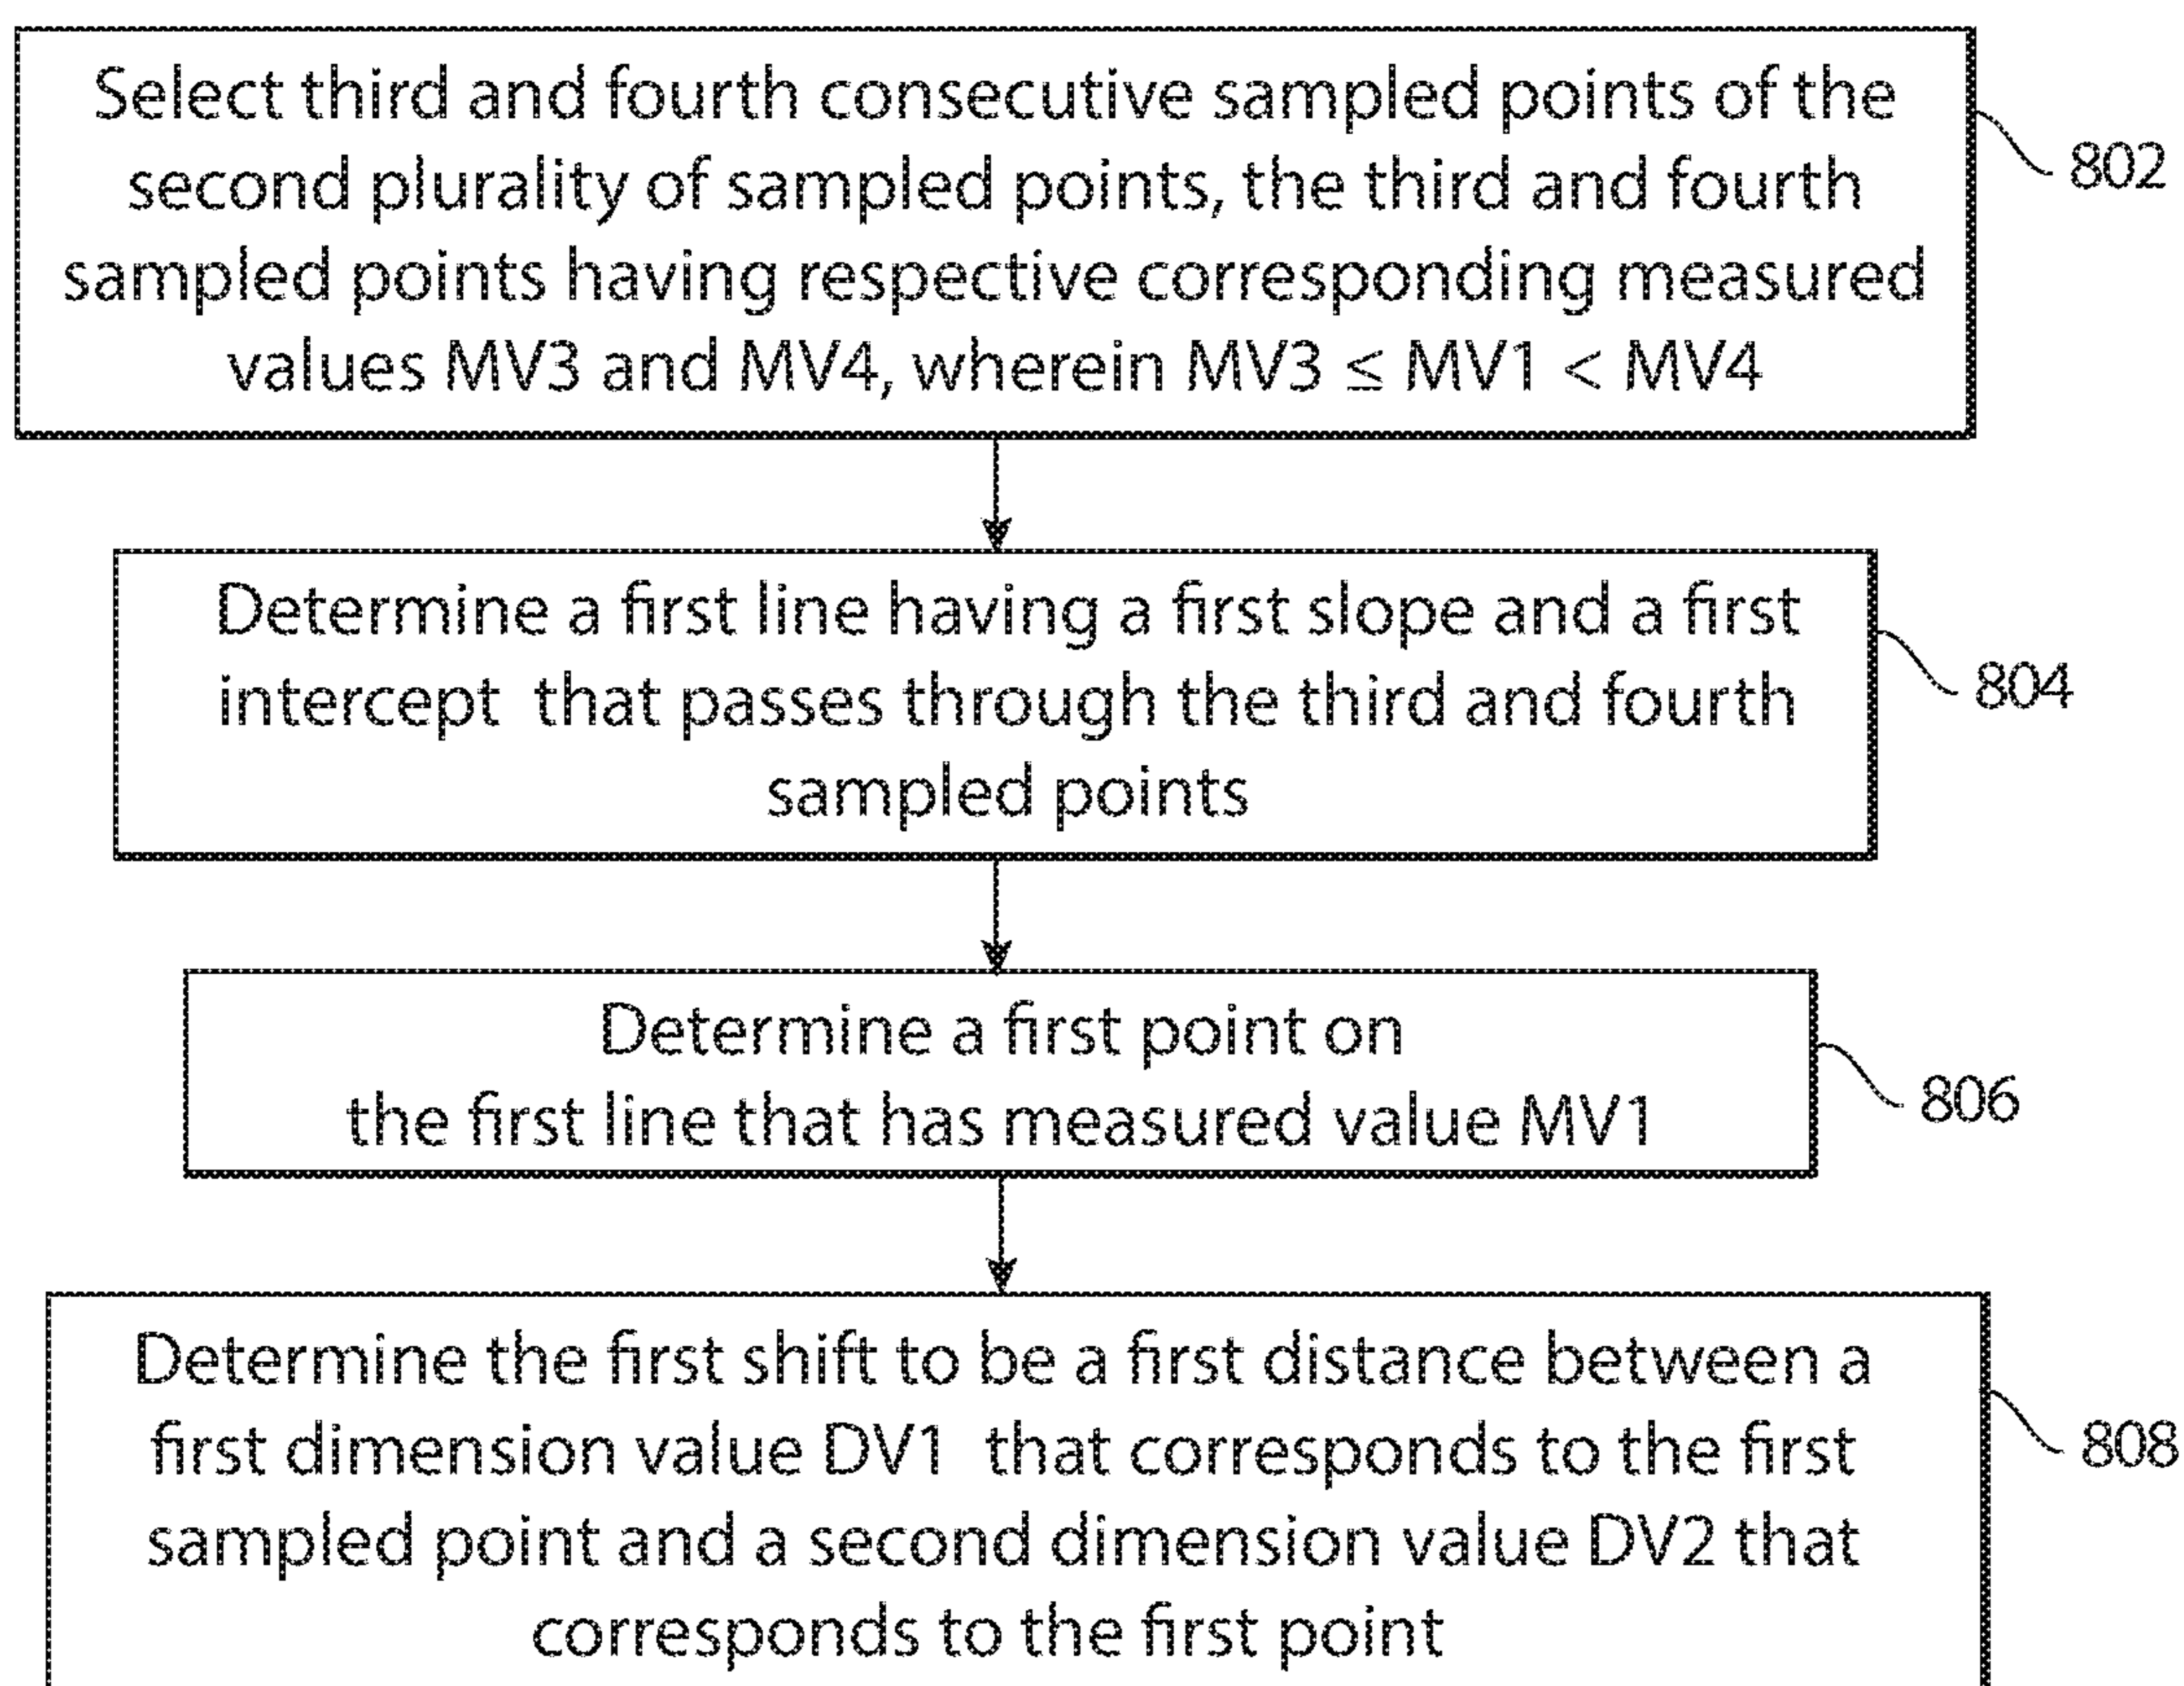 Select third and fourth consecutive sampled points of the
second plurality of sampled points, the third and fourth
sampled points having respective corresponding measured
values MV3 and MV4, wherein MV3 ≤ MV1 < MV4
802
Determine a first line having a first slope and a first
intercept that passes through the third and fourth
sampled points
804
Determine a first point on
the first line that has measured value MV1
806
Determine the first shift to be a first distance between a
first dimension value DV1 that corresponds to the first
sampled point and a second dimension value DV2 that
corresponds to the first point
808